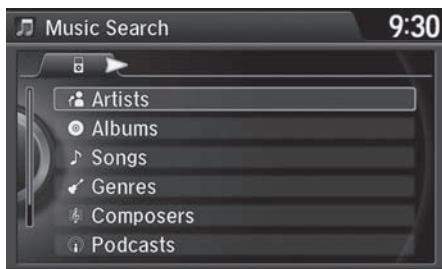 Music Search
9:30
Artists
Albums
Songs
Genres
Composers
Podcasts